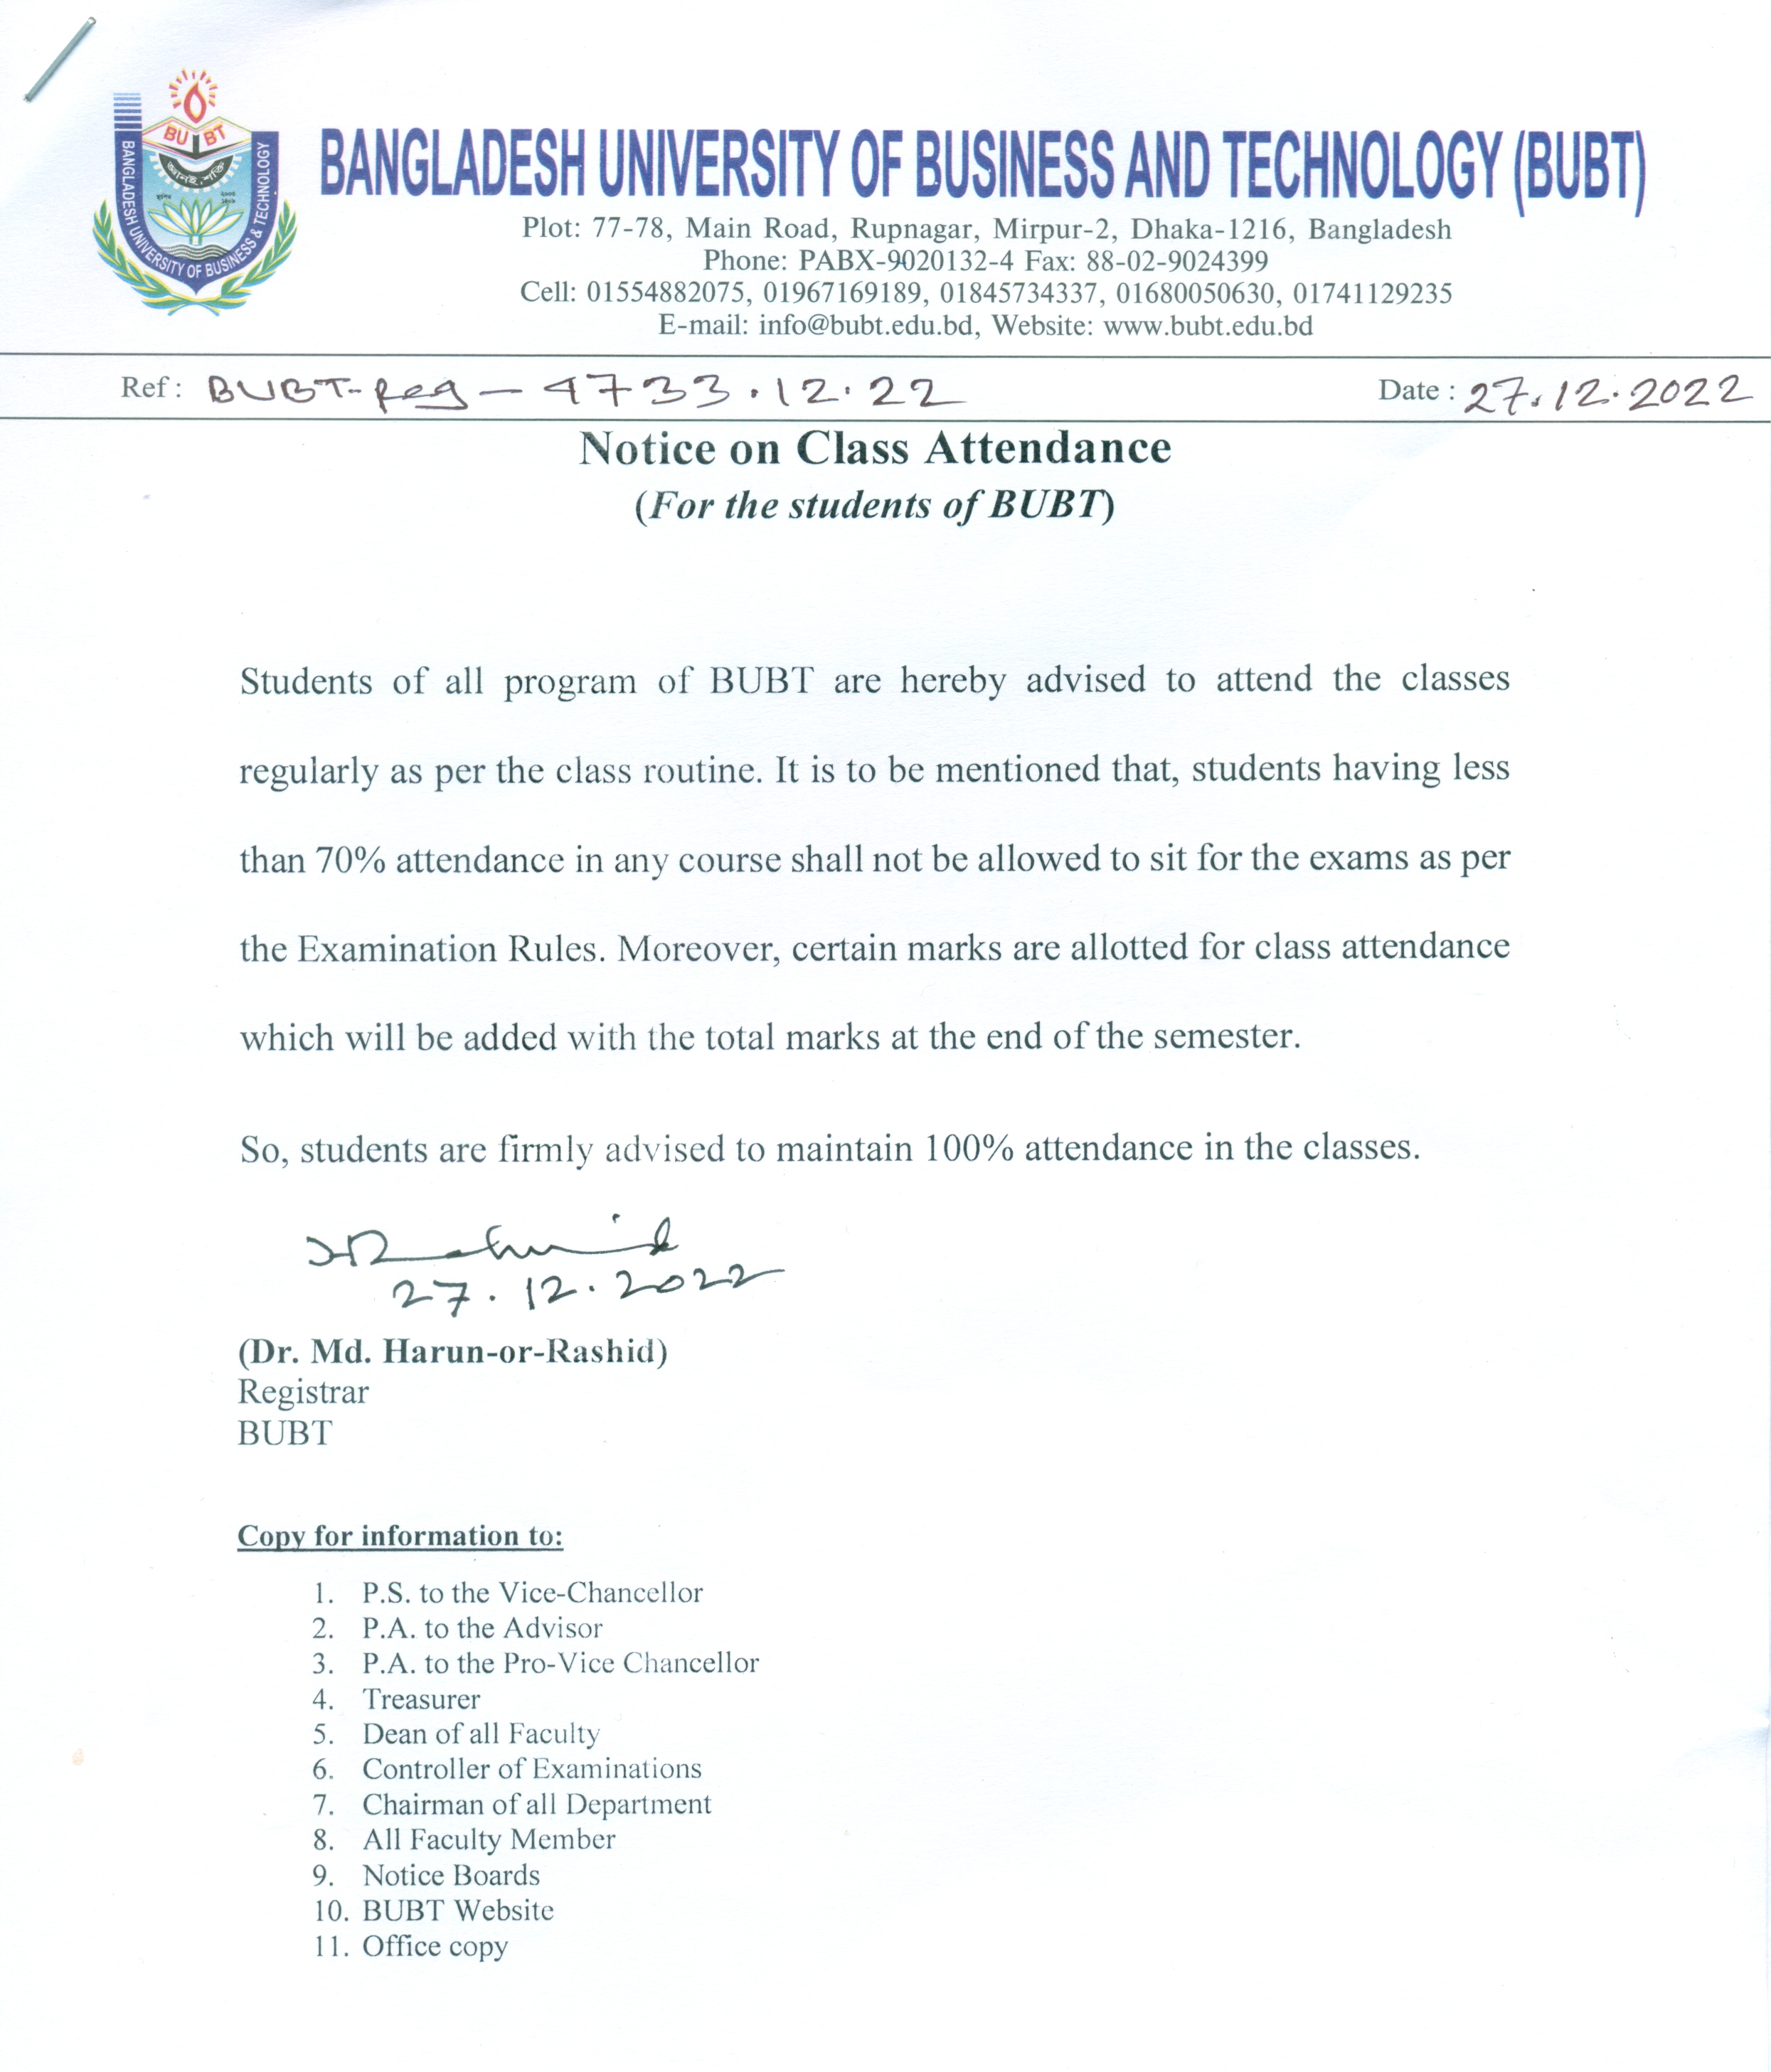 BU BT
BANGLADESH UNIVERSITY OF BUSINESS & TECHNOLOGY
BANGLADESH UNIVERSITY OF BUSINESS AND TECHNOLOGY (BUBT)
Plot: 77-78, Main Road, Rupnagar, Mirpur-2, Dhaka-1216, Bangladesh
Phone: PABX-9020132-4 Fax: 88-02-9024399
Cell: 01554882075, 01967169189, 01845734337, 01680050630, 01741129235
E-mail: info@bubt.edu.bd, Website: www.bubt.edu.bd
Ref : BUBT-Reg-4733.12.22 Date : 27.12.2022
Notice on Class Attendance
(For the students of BUBT)
Students of all program of BUBT are hereby advised to attend the classes
regularly as per the class routine. It is to be mentioned that, students having less
than 70% attendance in any course shall not be allowed to sit for the exams as per
the Examination Rules. Moreover, certain marks are allotted for class attendance
which will be added with the total marks at the end of the semester.
So, students are firmly advised to maintain 100% attendance in the classes.
27.12.2022
(Dr. Md. Harun-or-Rashid)
Registrar
BUBT
Copy for information to:
1. P.S. to the Vice-Chancellor
2. P.A. to the Advisor
3. P.A. to the Pro-Vice Chancellor
4. Treasurer
5. Dean of all Faculty
6. Controller of Examinations
7. Chairman of all Department
8. All Faculty Member
9. Notice Boards
10. BUBT Website
11. Office copy